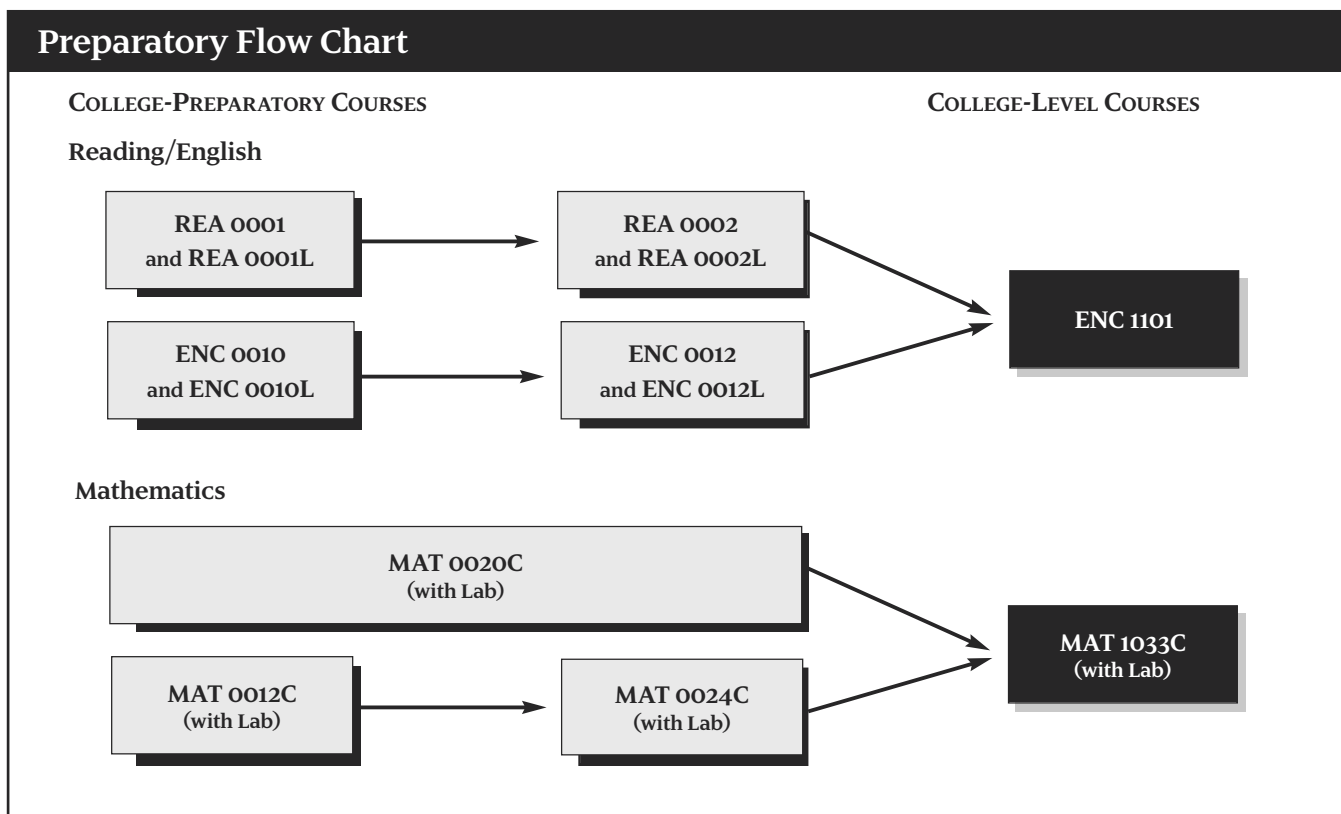 Preparatory Flow Chart
COLLEGE-PREPARATORY COURSES
COLLEGE-LEVEL COURSES
Reading/English
REA 0001
and REA 0001L
REA 0002
and REA 0002L
ENC 1101
ENC 0010
and ENC 0010L
ENC 0012
and ENC 0012L
Mathematics
MAT 0020C
(with Lab)
MAT 1033C
(with Lab)
MAT 0012C
(with Lab)
MAT 0024C
(with Lab)